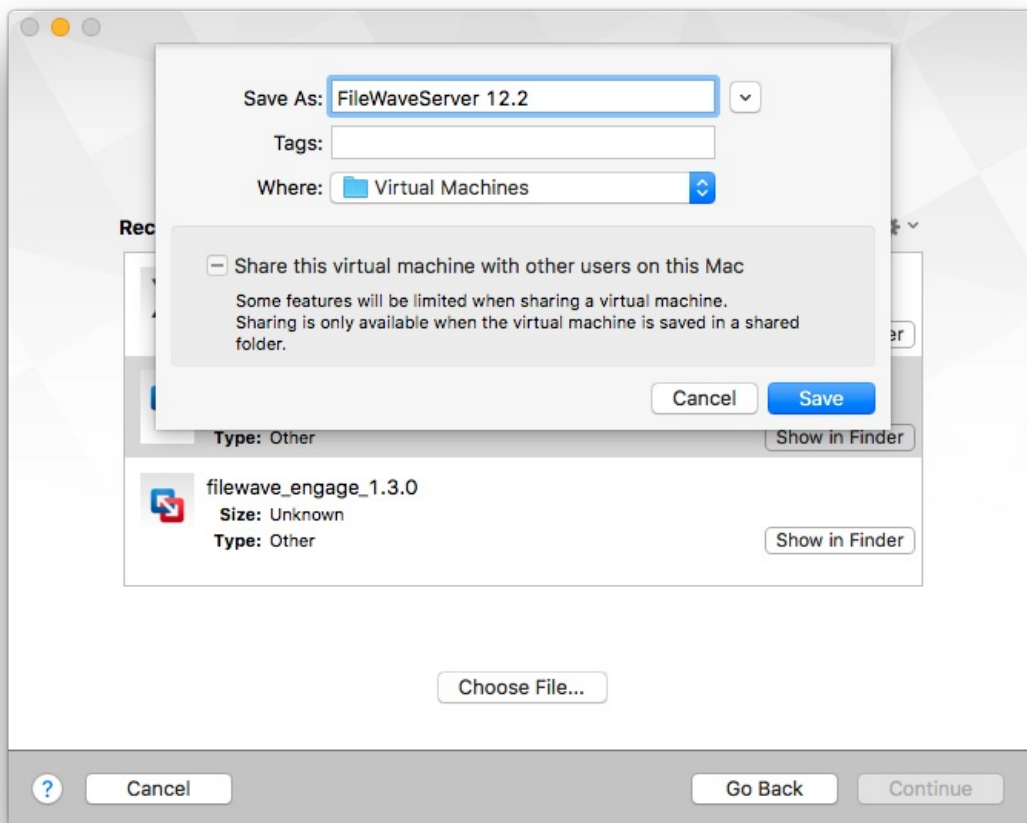 Save As: FileWaveServer 12.2
Tags:
Where: Virtual Machines
Rec
Share this virtual machine with other users on this Mac
Some features will be limited when sharing a virtual machine.
Sharing is only available when the virtual machine is saved in a shared
folder.
er
Cancel Save
Type: Other Show in Finder
filewave_engage_1.3.0
Size: Unknown
Type: Other Show in Finder
Choose File...
? Cancel Go Back Continue